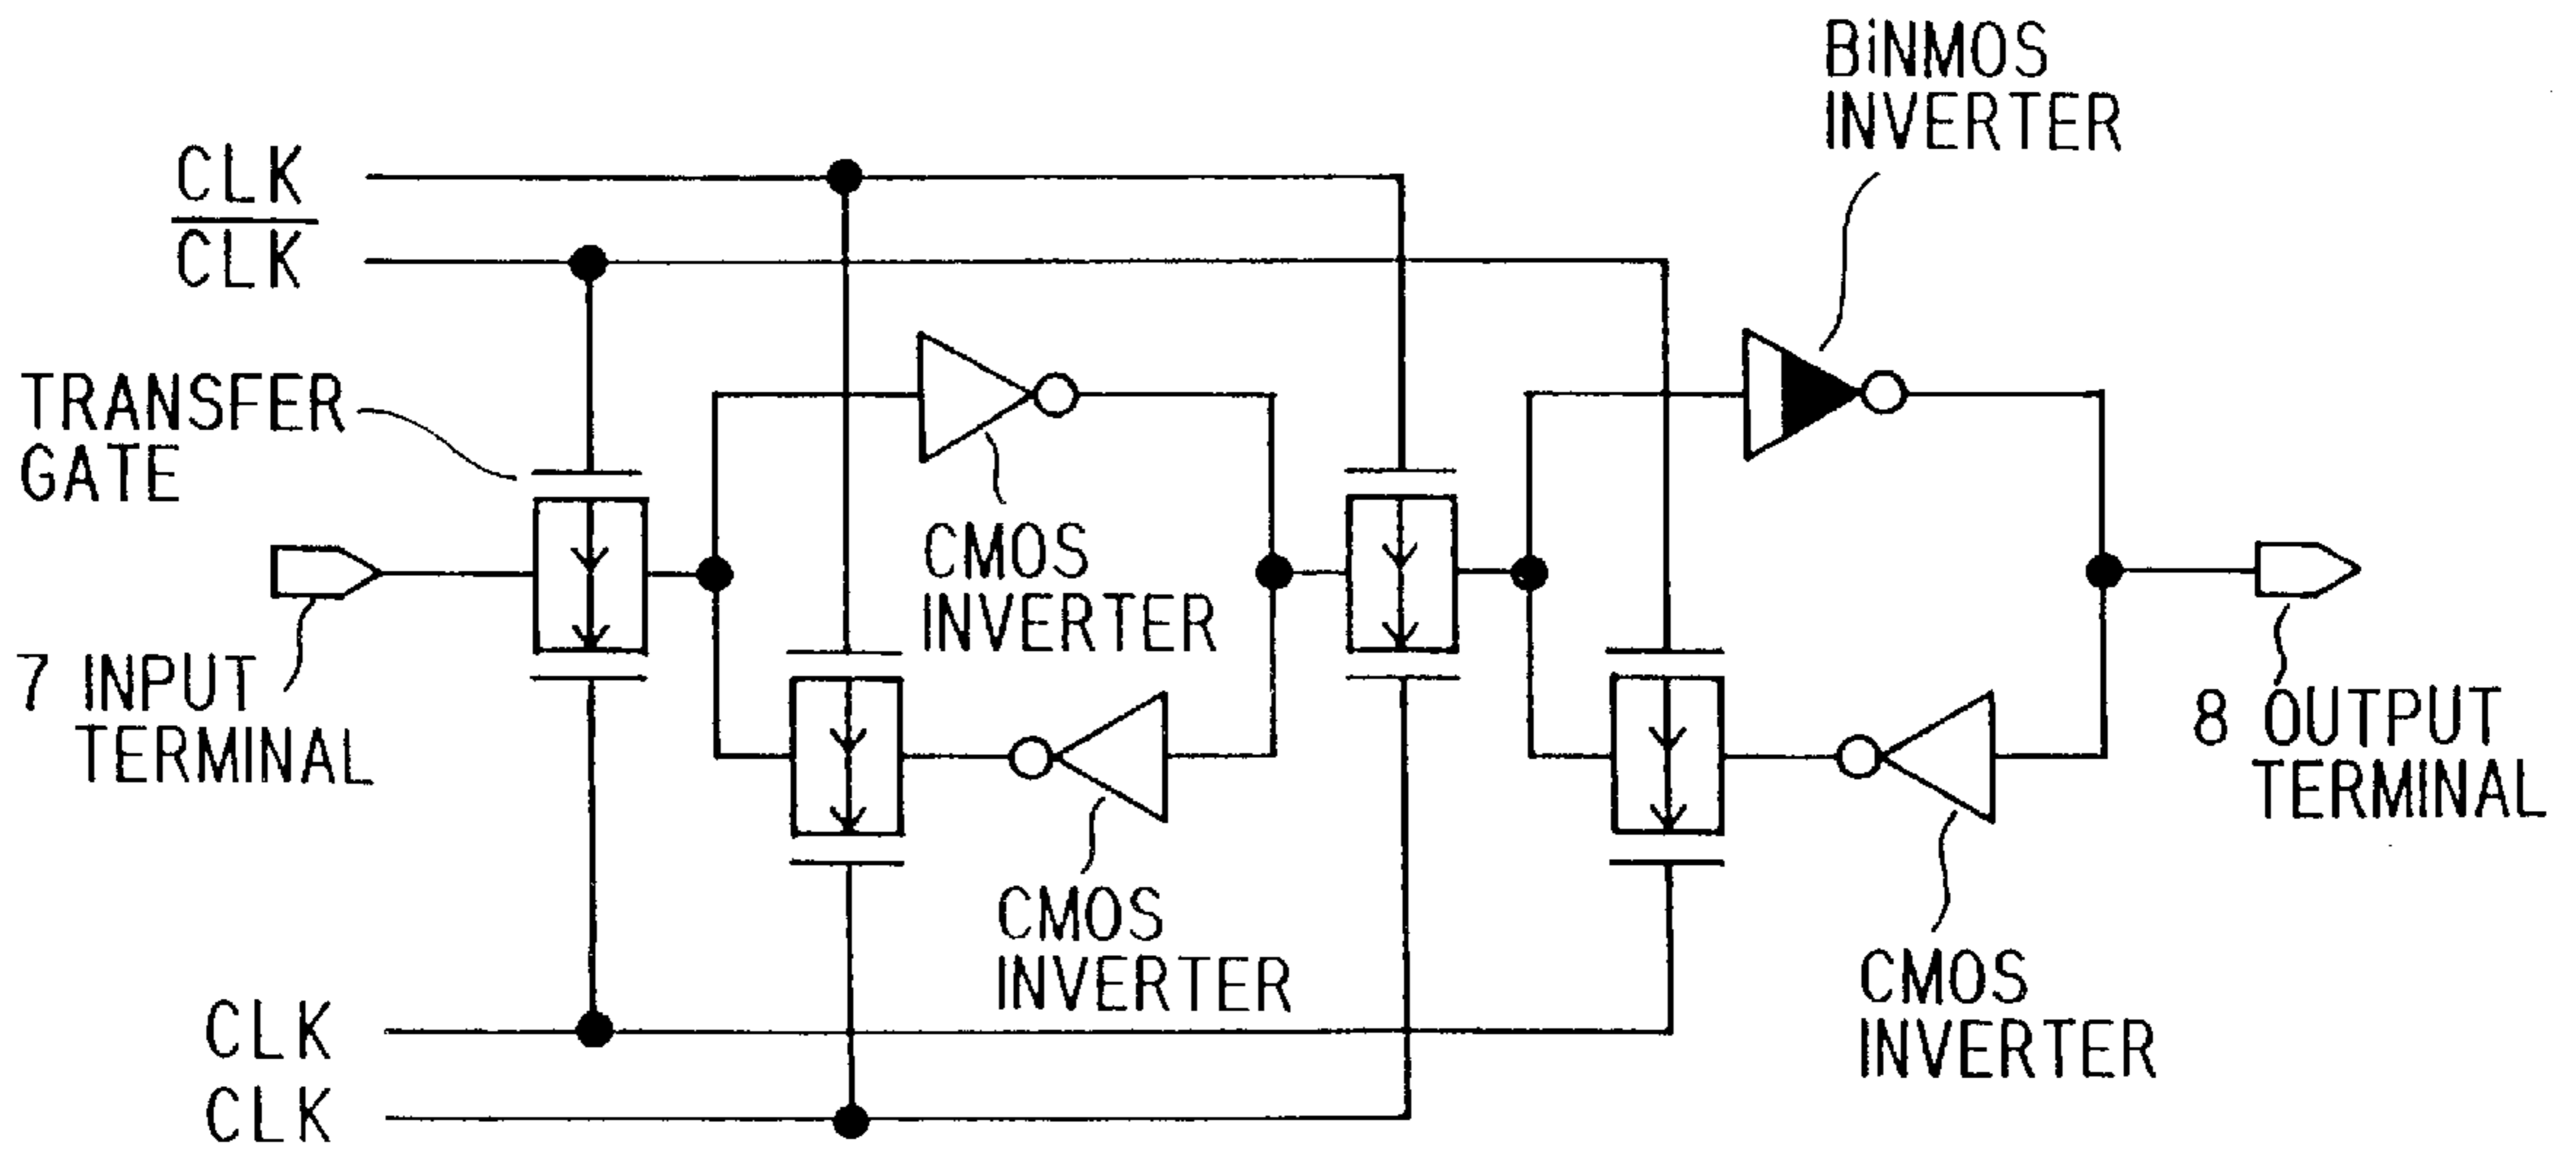 BiNMOS
INVERTER
CLK
C̅L̅K̅
TRANSFER
GATE
CMOS
INVERTER
7 INPUT
TERMINAL
8 OUTPUT
TERMINAL
CMOS
INVERTER
CMOS
INVERTER
CLK
CLK